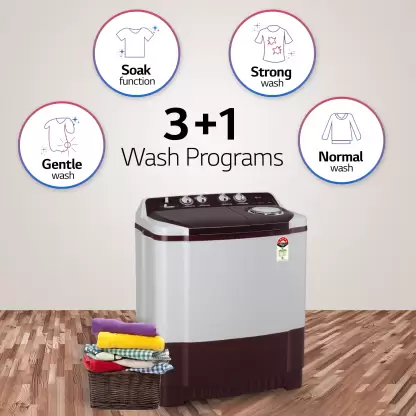 Soak
function
Strong
wash
Gentle
wash
3+1
Wash Programs
Normal
wash